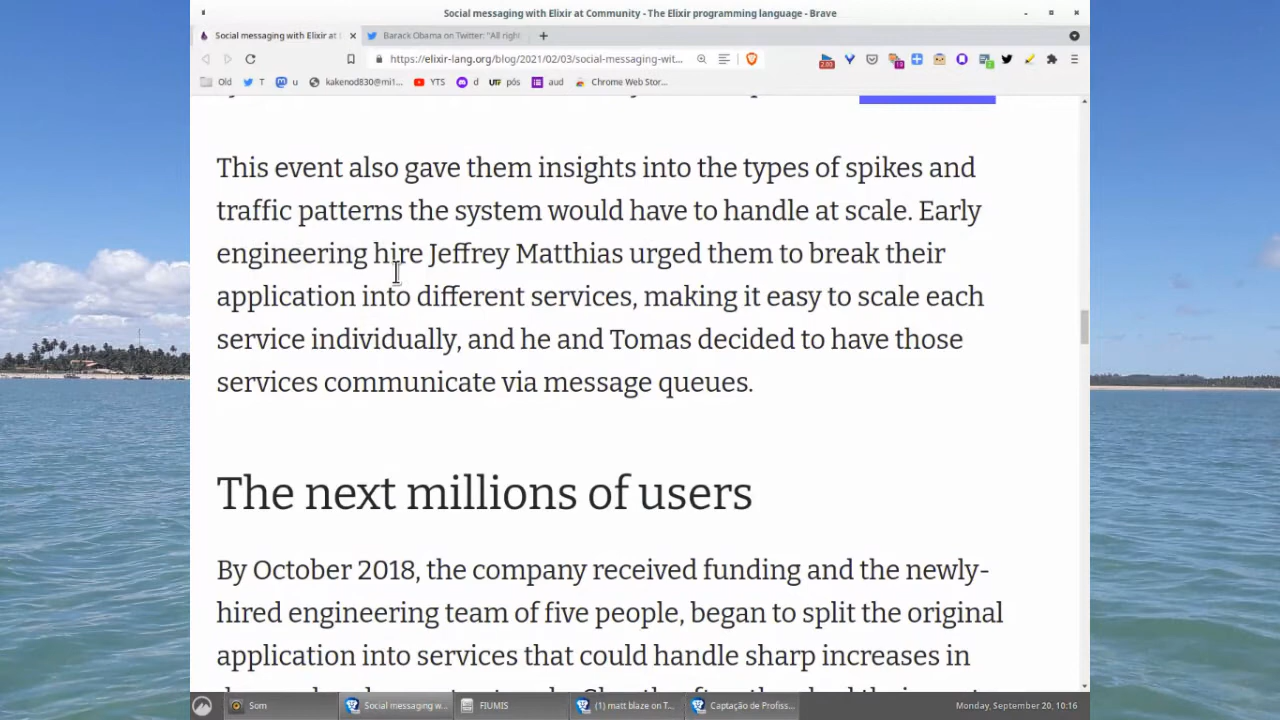 Social messaging with Elixir at Community - The Elixir programming language - Brave
Social messaging with Elixir at
Barack Obama on Twitter: "All righ
https://elixir-lang.org/blog/2021/02/03/social-messaging-wit...
Old T u kakenod830@mi1... YTS d pós aud Chrome Web Stor...
This event also gave them insights into the types of spikes and
traffic patterns the system would have to handle at scale. Early
engineering hire Jeffrey Matthias urged them to break their
application into different services, making it easy to scale each
service individually, and he and Tomas decided to have those
services communicate via message queues.
The next millions of users
By October 2018, the company received funding and the newly-
hired engineering team of five people, began to split the original
application into services that could handle sharp increases in
Som Social messaging w... FIUMIS (1) matt blaze on T... Captação de Profiss... Monday, September 20, 10:16